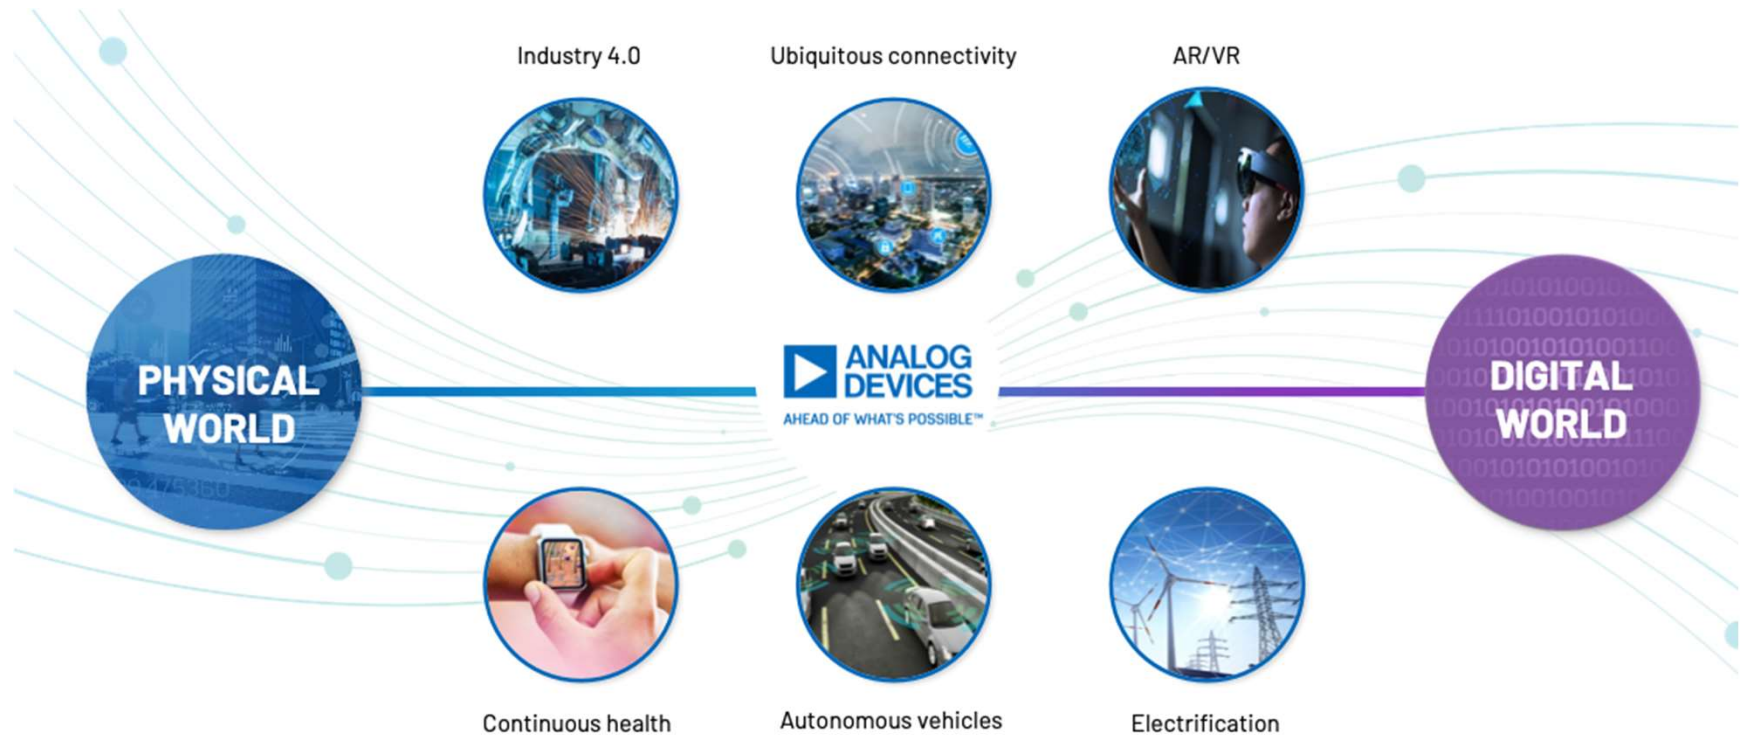 Industry 4.0
Ubiquitous connectivity
AR/VR
PHYSICAL
WORLD
ANALOG
DEVICES
AHEAD OF WHAT'S POSSIBLE™
DIGITAL
WORLD
Continuous health
Autonomous vehicles
Electrification